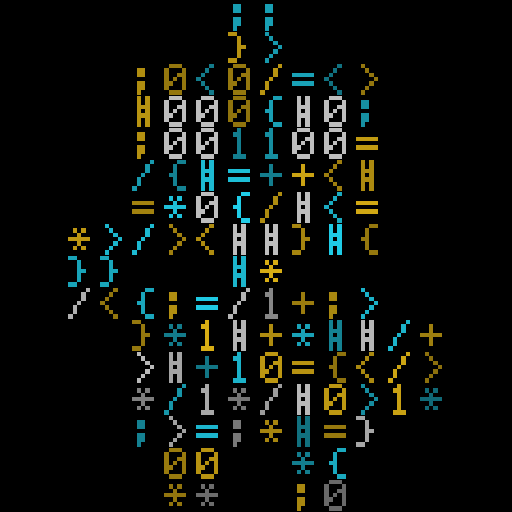 ; ;
} >
; 0 < 0 / = < >
H 0 0 0 { H 0 ;
; 0 0 1 1 0 0 =
/ { H = + + < H
= * 0 { / H < =
* > / > < H H } H {
} } H *
/ < { ; = / 1 + ; >
} * 1 H + * H H / +
> H + 1 0 = { < / >
* / 1 * / H 0 > 1 *
; > = ; * H = }
0 0 * {
* * ; 0